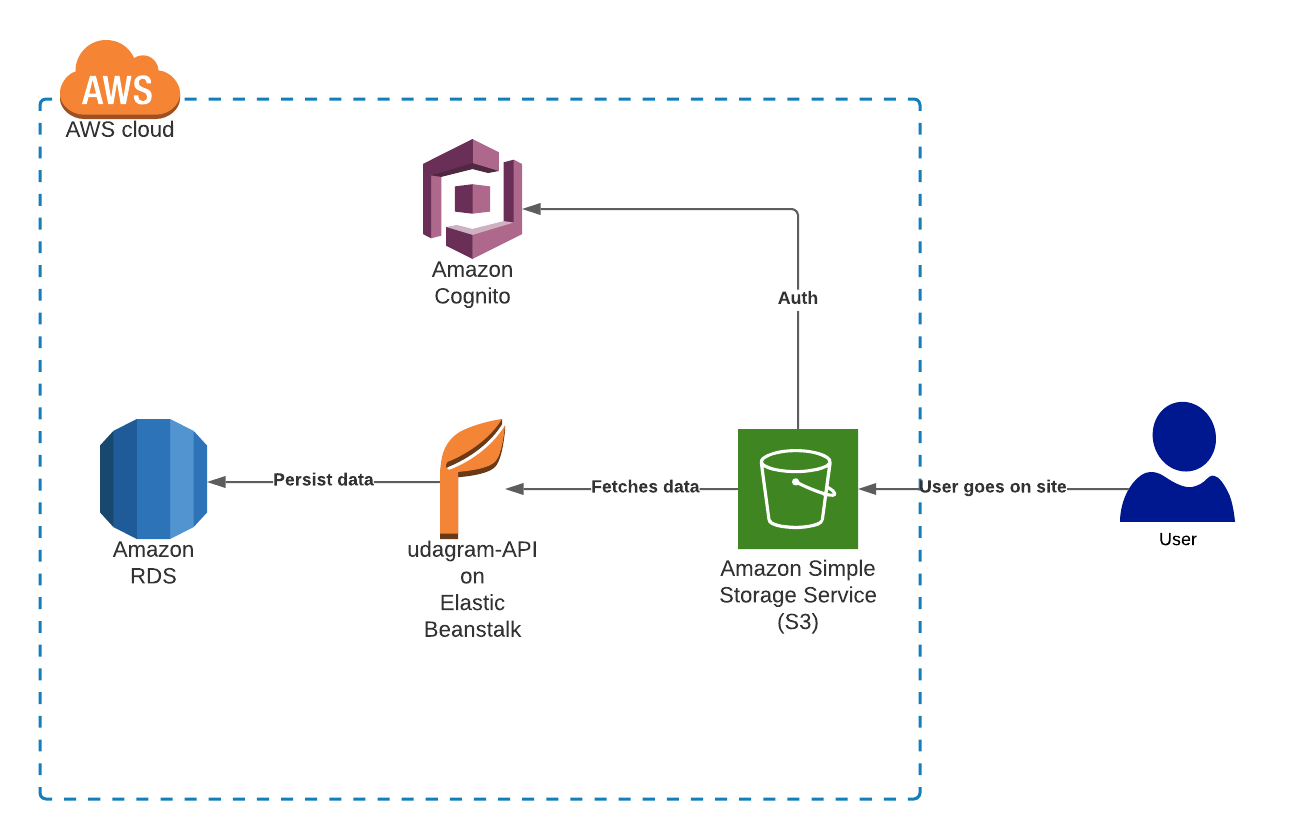 AWS
AWS cloud
Amazon
Cognito
Auth
Persist data
Fetches data
User goes on site
User
Amazon
RDS
udagram-API
on
Elastic
Beanstalk
Amazon Simple
Storage Service
(S3)